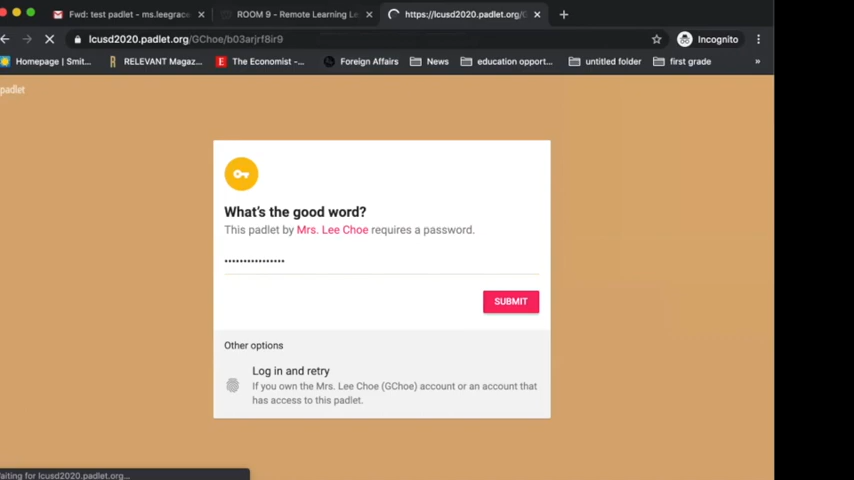 Fwd: test padlet - ms.leegrace
ROOM 9 - Remote Learning Le
https://lcusd2020.padlet.org/G
lcusd2020.padlet.org/GChoe/b03arjrf8ir9
Incognito
Homepage | Smit...
RELEVANT Magaz...
The Economist -...
Foreign Affairs
News
education opport...
untitled folder
first grade
»
padlet
What's the good word?
This padlet by Mrs. Lee Choe requires a password.
••••••••••••••••
SUBMIT
Other options
Log in and retry
If you own the Mrs. Lee Choe (GChoe) account or an account that
has access to this padlet.
aiting for lcusd2020.padlet.org...